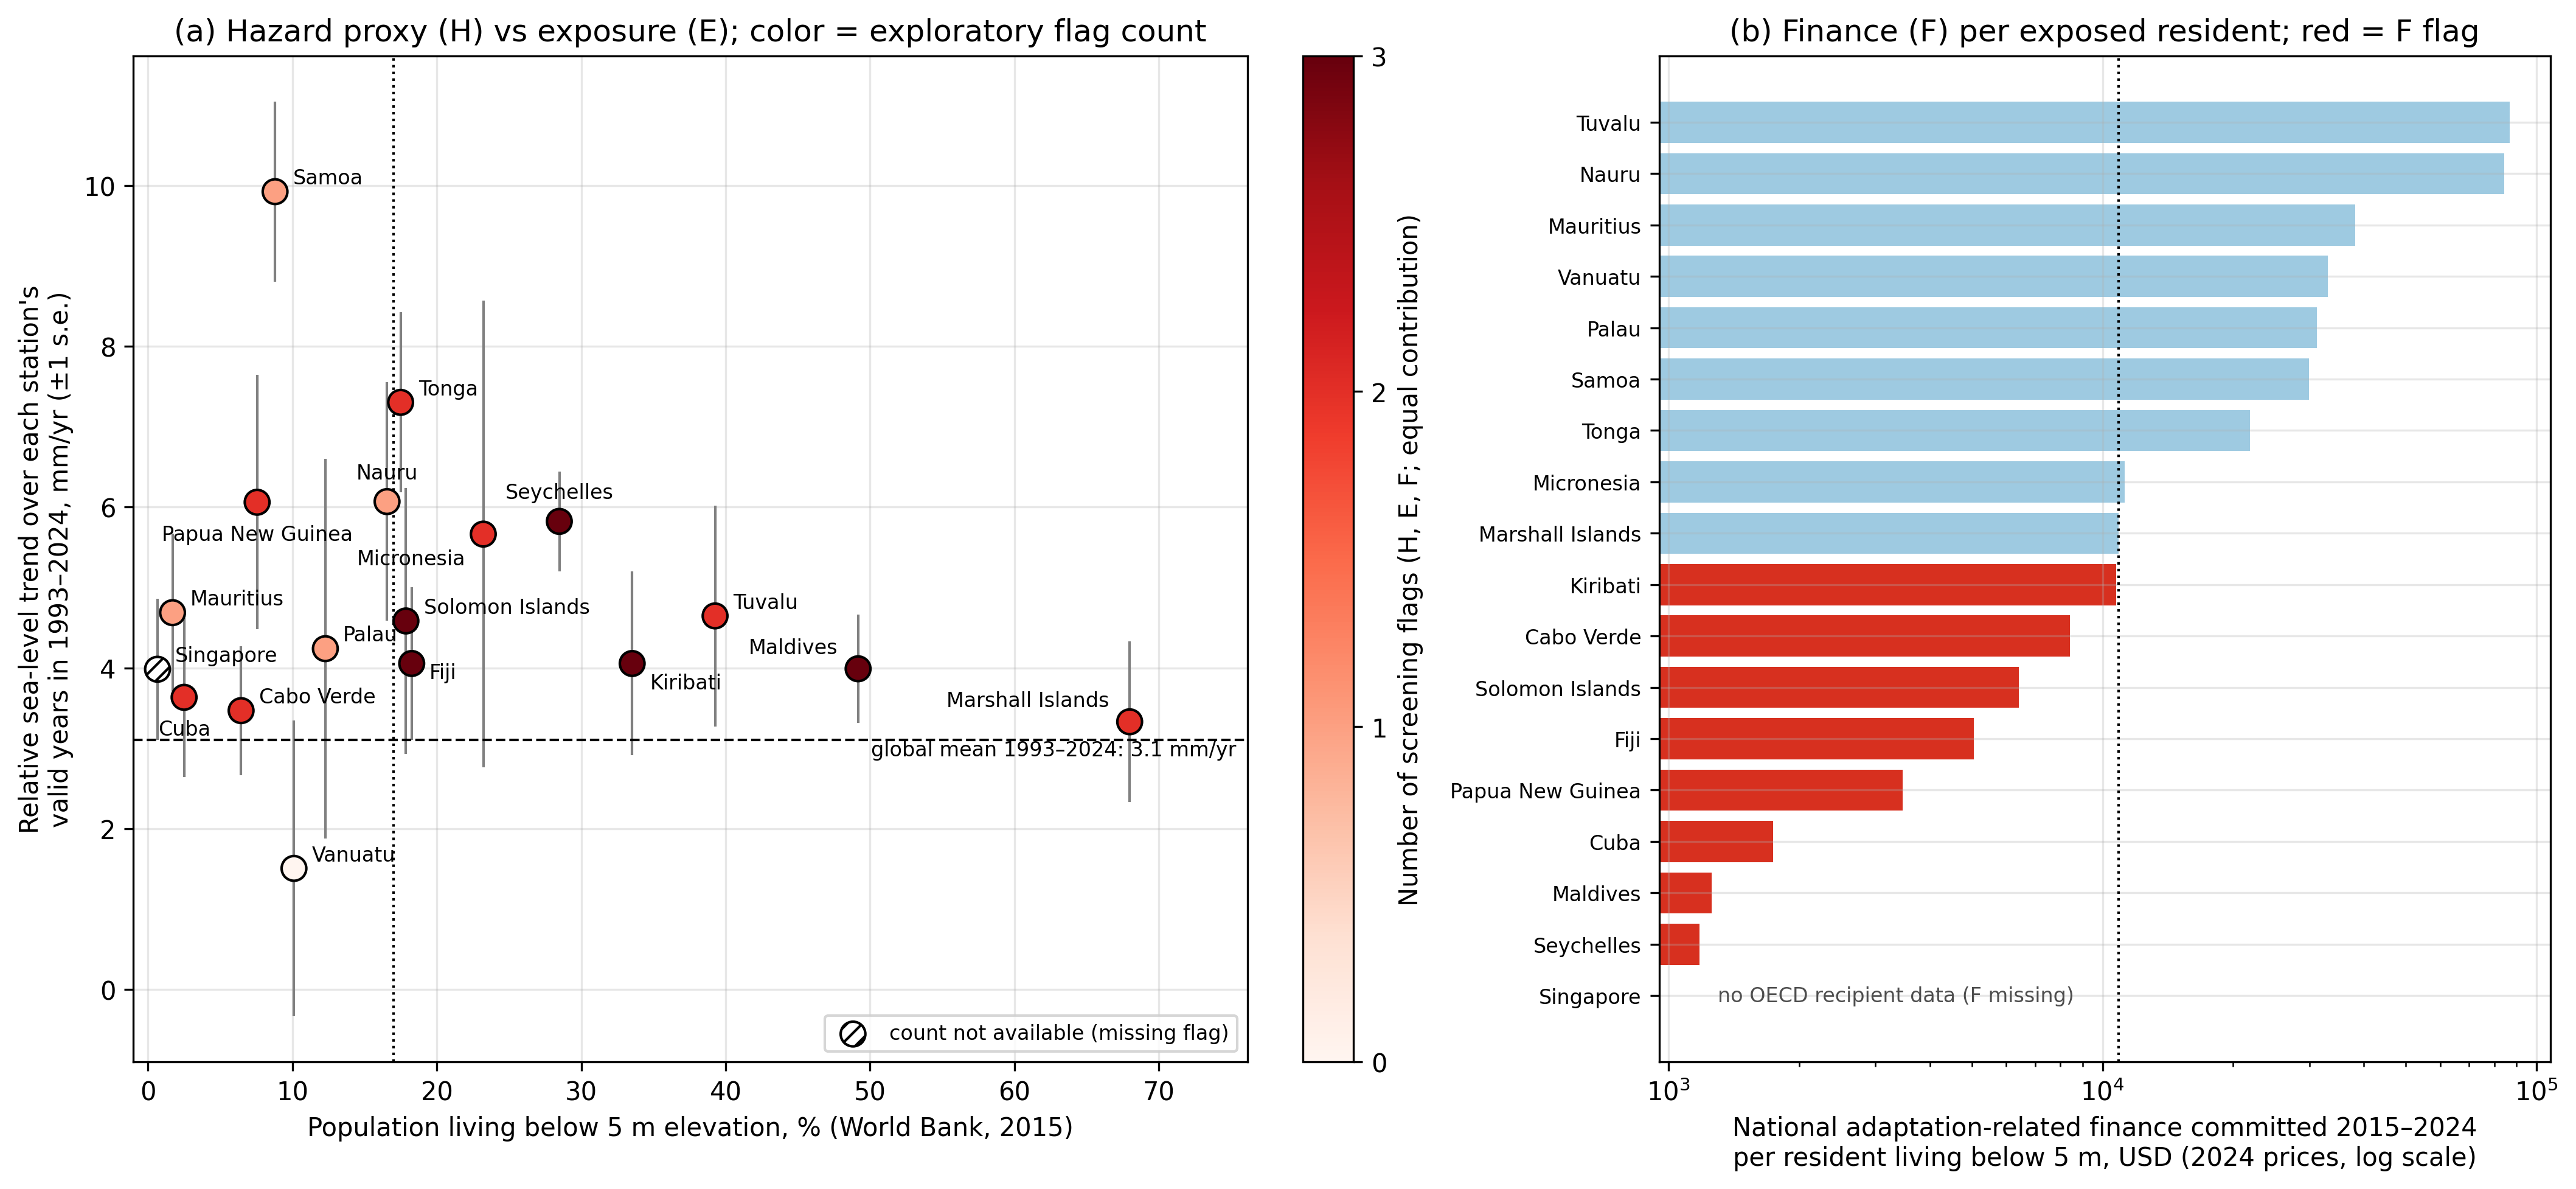 (a) Hazard proxy (H) vs exposure (E); color = exploratory flag count
Relative sea-level trend over each station's
valid years in 1993–2024, mm/yr (±1 s.e.)
10
8
6
4
2
0
Samoa
Tonga
Nauru
Seychelles
Papua New Guinea
Micronesia
Mauritius
Solomon Islands
Tuvalu
Palau
Maldives
Singapore
Fiji
Kiribati
Cabo Verde
Marshall Islands
Cuba
global mean 1993–2024: 3.1 mm/yr
Vanuatu
count not available (missing flag)
0
10
20
30
40
50
60
70
Population living below 5 m elevation, % (World Bank, 2015)
3
2
1
0
Number of screening flags (H, E, F; equal contribution)
(b) Finance (F) per exposed resident; red = F flag
Tuvalu
Nauru
Mauritius
Vanuatu
Palau
Samoa
Tonga
Micronesia
Marshall Islands
Kiribati
Cabo Verde
Solomon Islands
Fiji
Papua New Guinea
Cuba
Maldives
Seychelles
Singapore
no OECD recipient data (F missing)
10³
10⁴
10⁵
National adaptation-related finance committed 2015–2024
per resident living below 5 m, USD (2024 prices, log scale)